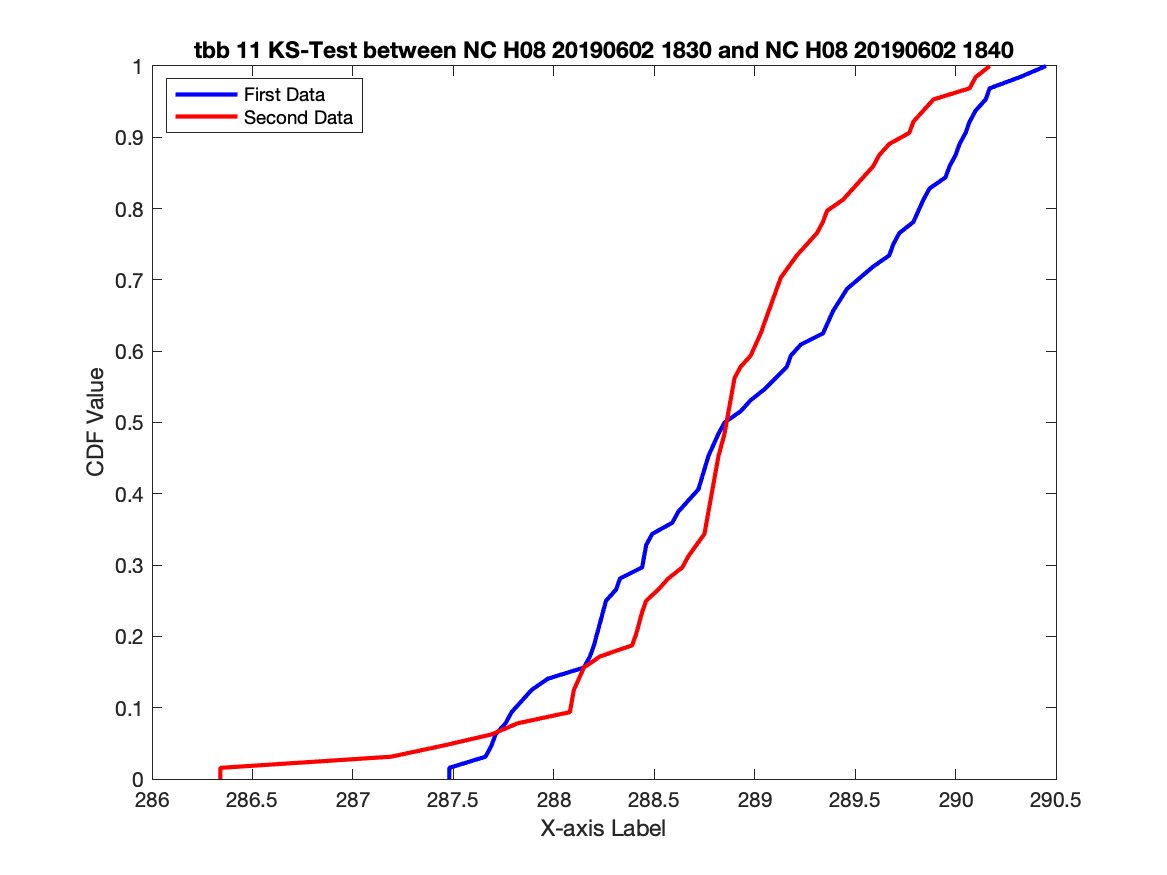 tbb 11 KS-Test between NC H08 20190602 1830 and NC H08 20190602 1840
First Data
Second Data
1
0.9
0.8
0.7
0.6
0.5
0.4
0.3
0.2
0.1
0
CDF Value
286 286.5 287 287.5 288 288.5 289 289.5 290 290.5
X-axis Label